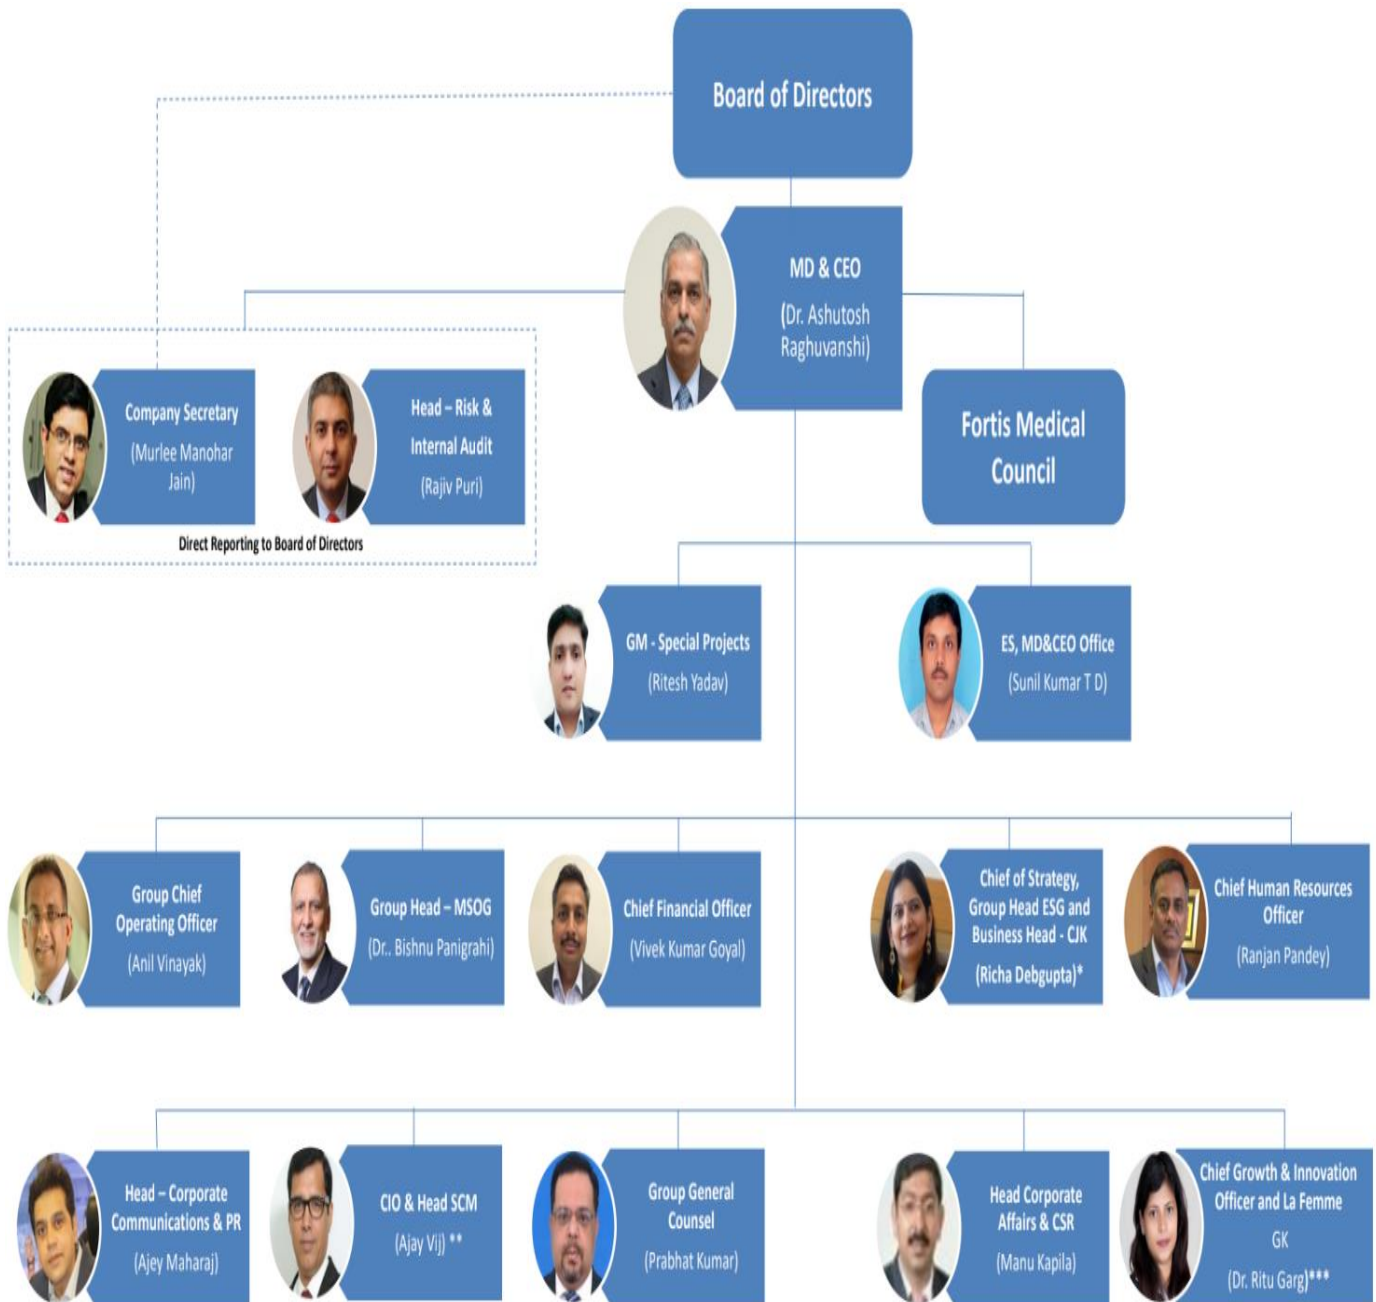 Board of Directors
MD & CEO
(Dr. Ashutosh
Raghuvanshi)
Company Secretary
(Murlee Manohar
Jain)
Head – Risk &
Internal Audit
(Rajiv Puri)
Direct Reporting to Board of Directors
Fortis Medical
Council
GM - Special Projects
(Ritesh Yadav)
ES, MD&CEO Office
(Sunil Kumar T D)
Group Chief
Operating Officer
(Anil Vinayak)
Group Head – MSOG
(Dr.. Bishnu Panigrahi)
Chief Financial Officer
(Vivek Kumar Goyal)
Chief of Strategy,
Group Head ESG and
Business Head - CJK
(Richa Debgupta)*
Chief Human Resources
Officer
(Ranjan Pandey)
Head – Corporate
Communications & PR
(Ajey Maharaj)
CIO & Head SCM
(Ajay Vij) **
Group General
Counsel
(Prabhat Kumar)
Head Corporate
Affairs & CSR
(Manu Kapila)
Chief Growth & Innovation
Officer and La Femme
GK
(Dr. Ritu Garg)***